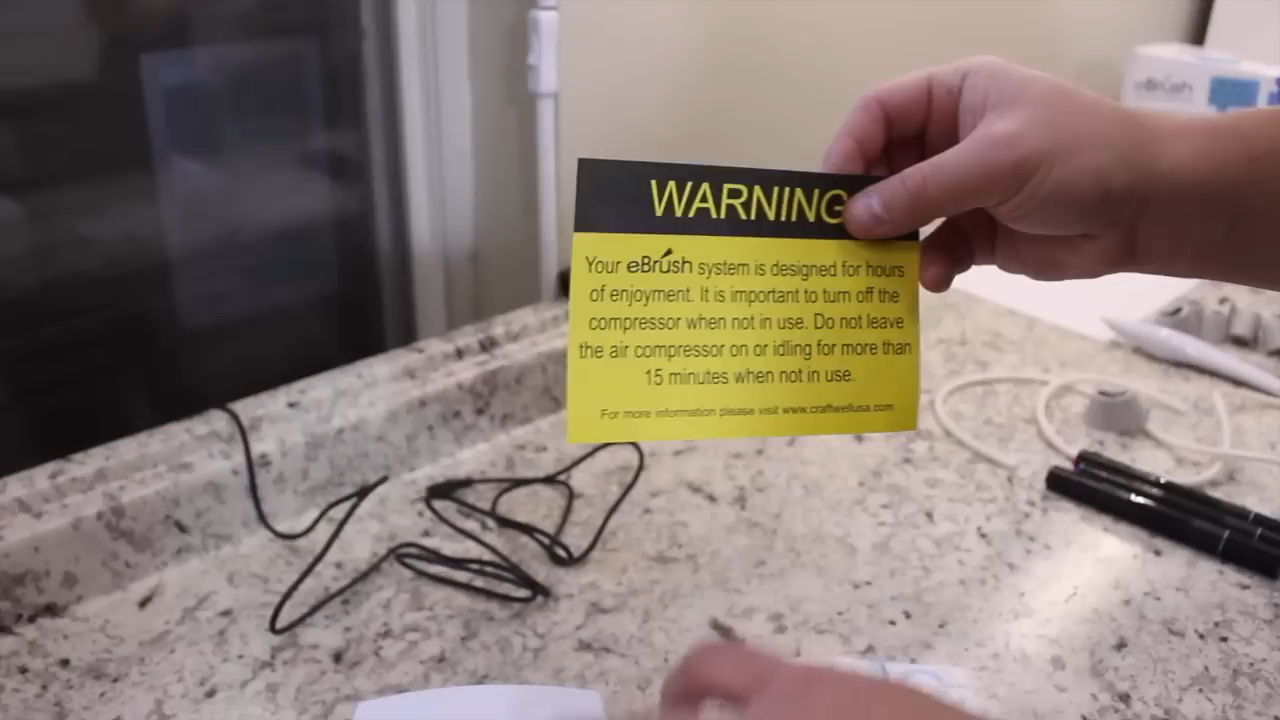 eBrush
WARNING
Your eBrush system is designed for hours
of enjoyment. It is important to turn off the
compressor when not in use. Do not leave
the air compressor on or idling for more than
15 minutes when not in use.
For more information please visit www.craftwellusa.com